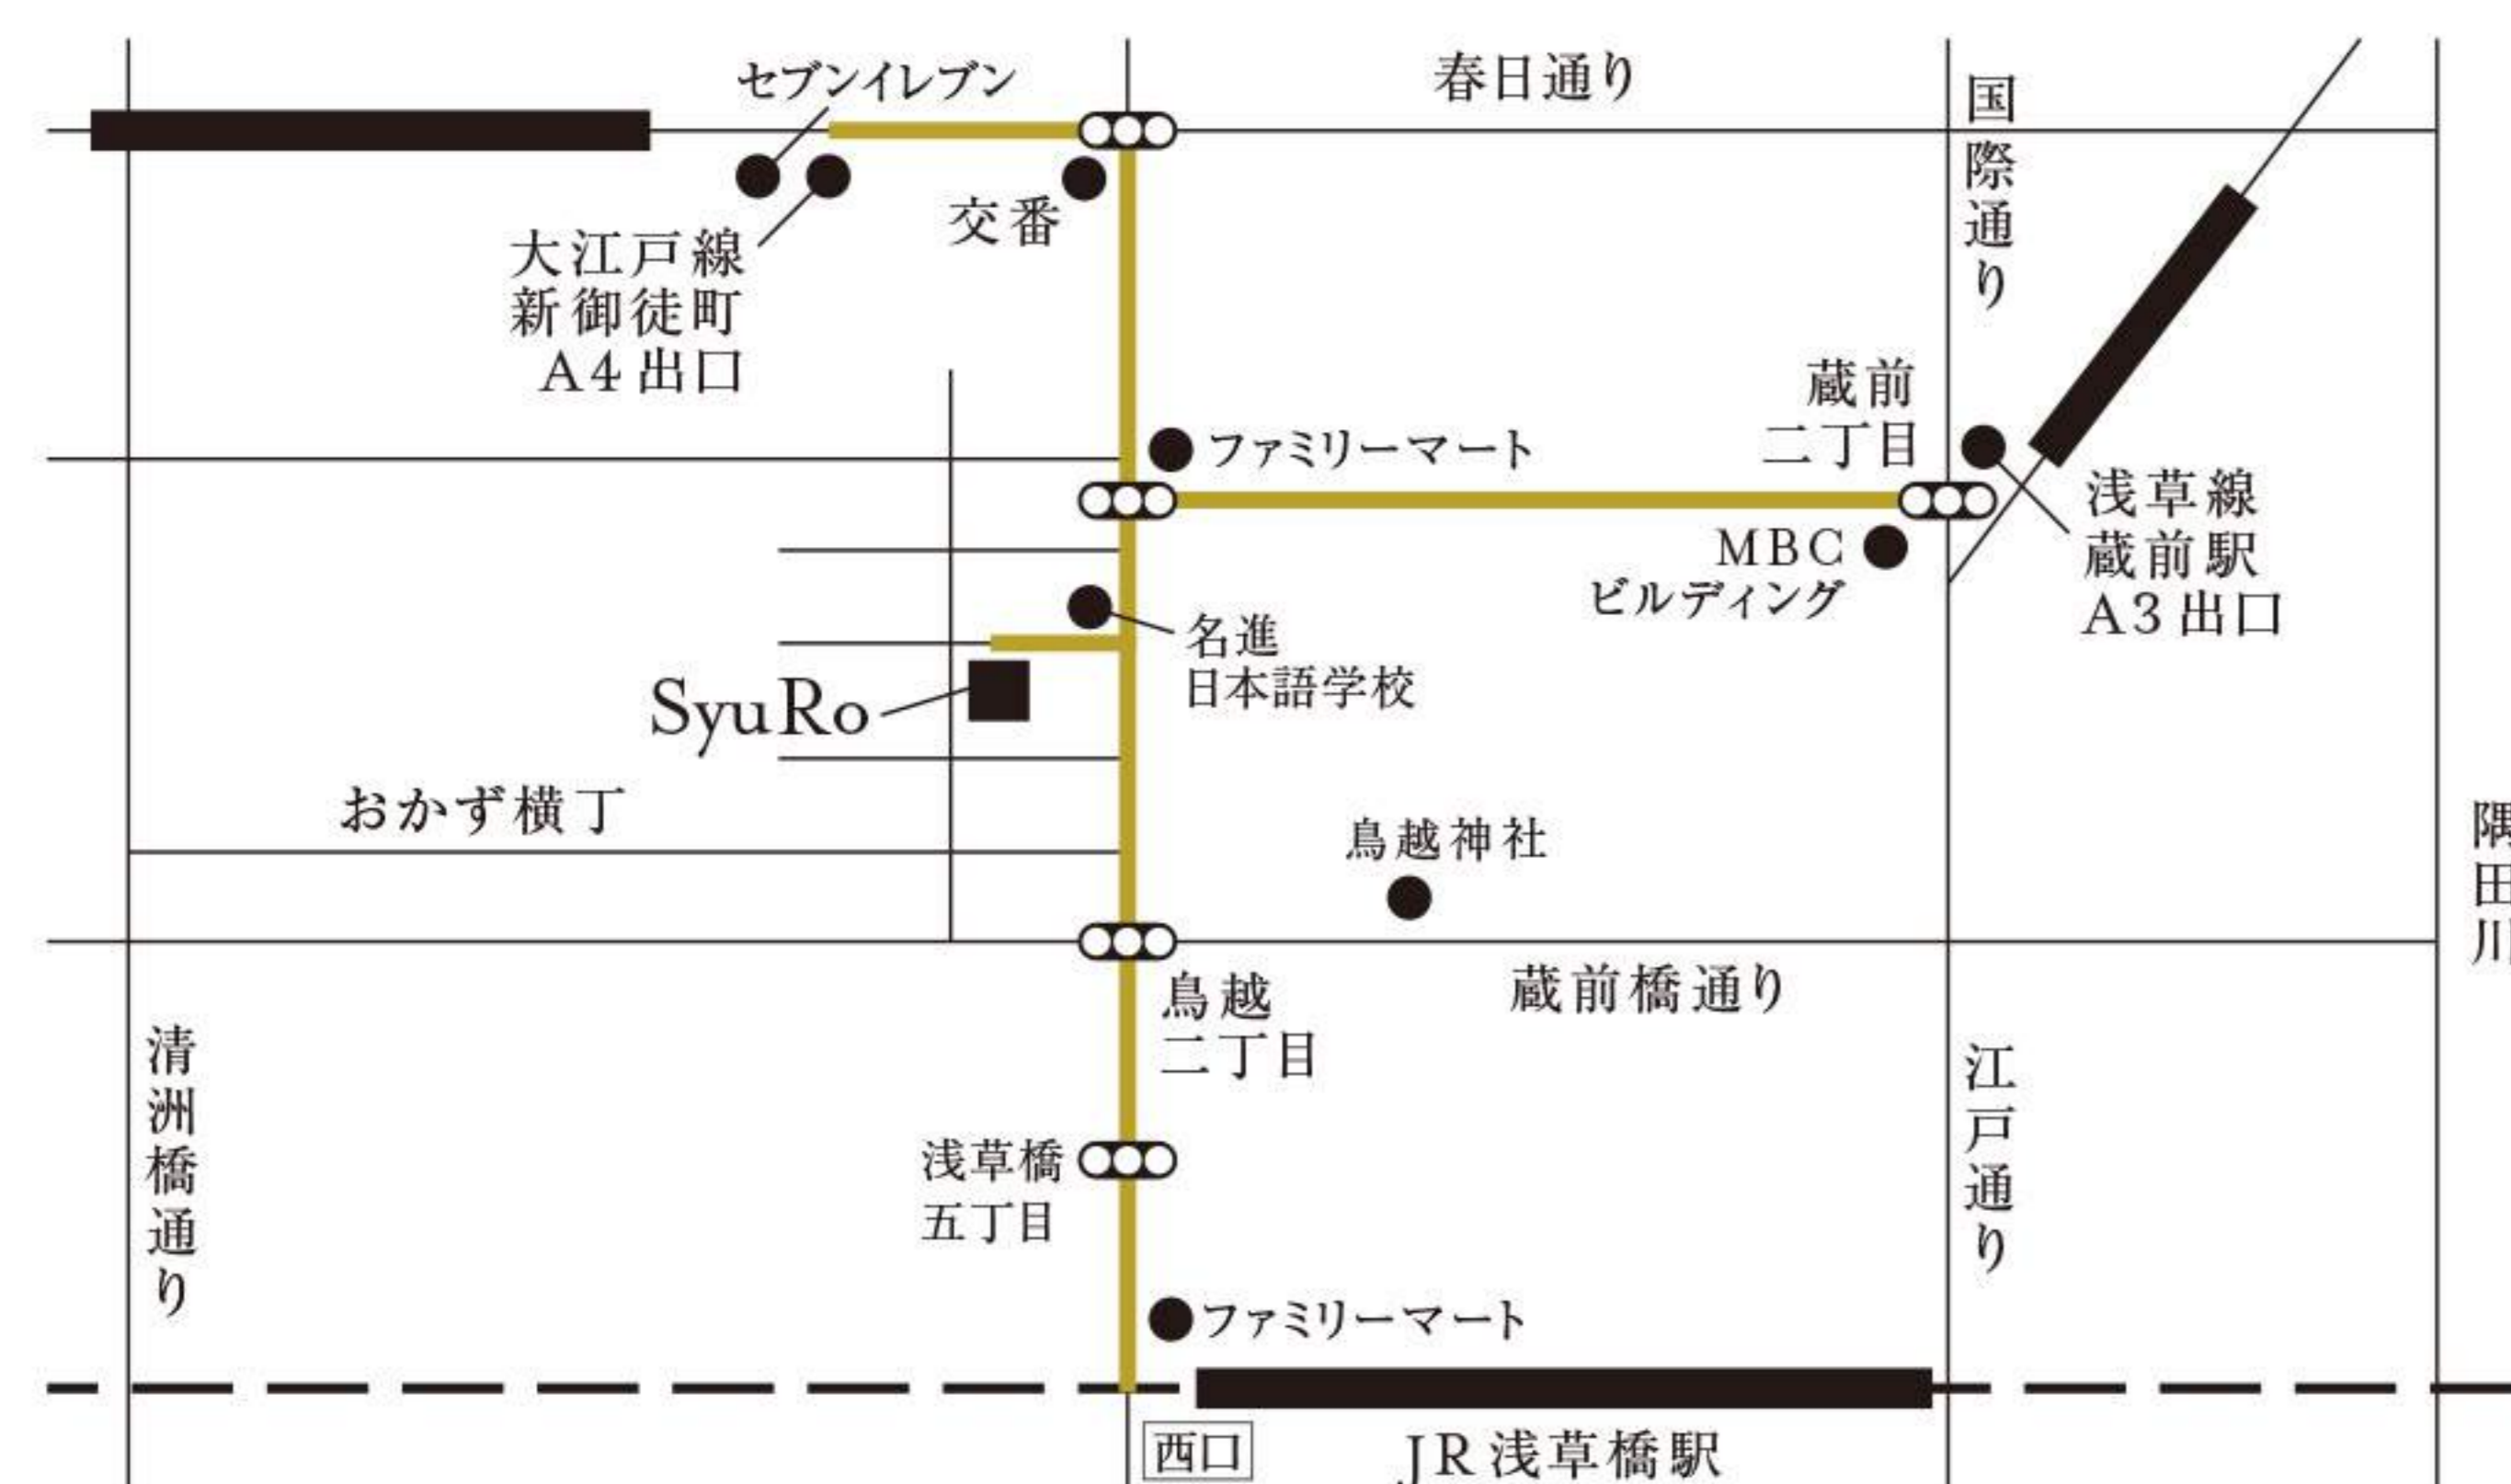 セブンイレブン
春日通り
国際通り
交番
大江戸線
新御徒町
A4出口
蔵前
二丁目
ファミリーマート
浅草線
蔵前駅
A3出口
MBC
ビルディング
名進
日本語学校
SyuRo
おかず横丁
鳥越神社
隅田川
鳥越
二丁目
蔵前橋通り
清洲橋通り
江戸通り
浅草橋
五丁目
ファミリーマート
西口
JR浅草橋駅